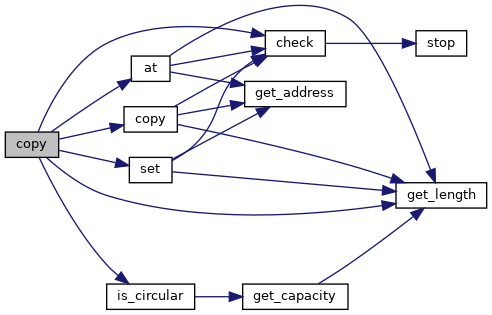 check
stop
at
get_address
copy
copy
set
get_length
is_circular
get_capacity